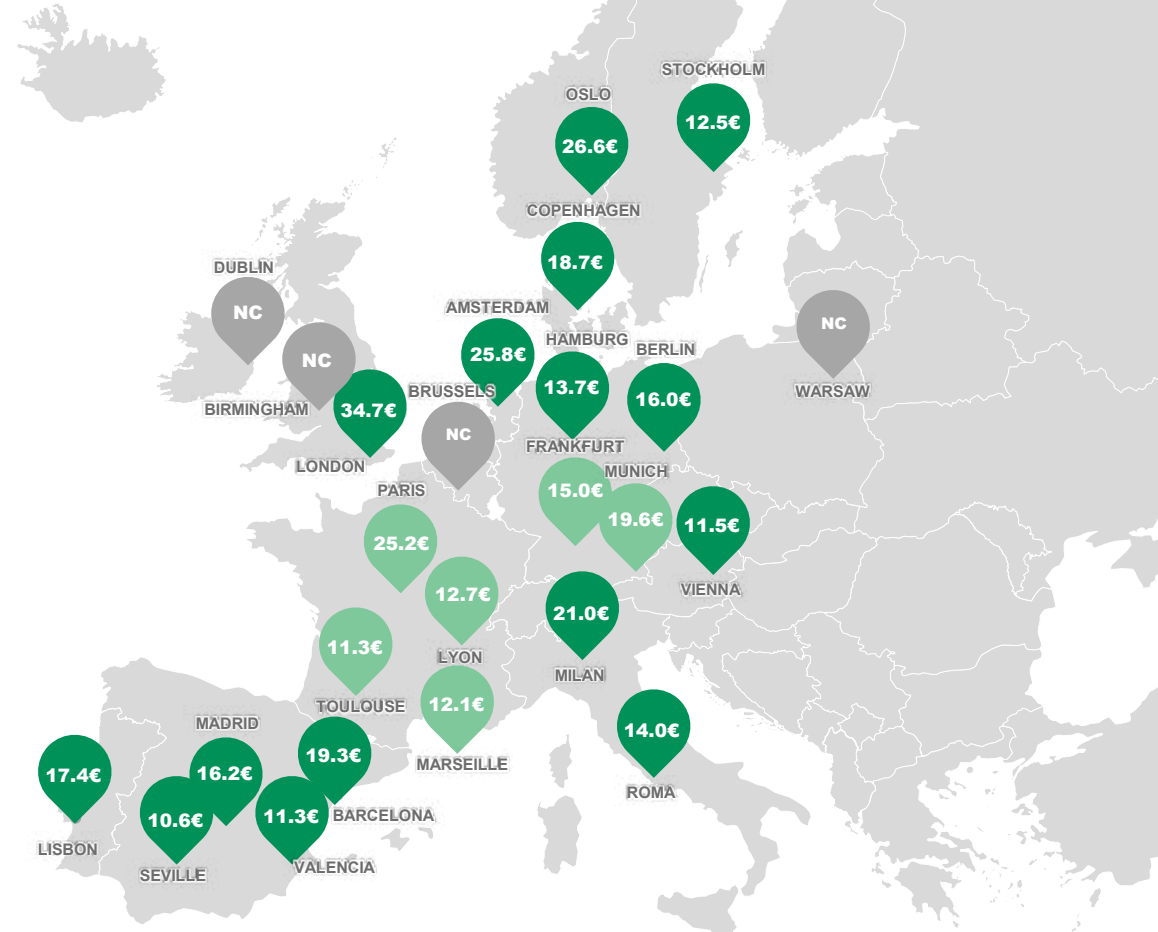 STOCKHOLM
12.5€
OSLO
26.6€
COPENHAGEN
18.7€
DUBLIN
NC
NC
BIRMINGHAM
34.7€
LONDON
AMSTERDAM
25.8€
HAMBURG
13.7€
BERLIN
16.0€
NC
WARSAW
BRUSSELS
NC
FRANKFURT
15.0€
MUNICH
19.6€
11.5€
VIENNA
PARIS
25.2€
12.7€
LYON
11.3€
TOULOUSE
12.1€
MARSEILLE
21.0€
MILAN
14.0€
ROMA
MADRID
16.2€
19.3€
BARCELONA
17.4€
LISBON
10.6€
SEVILLE
11.3€
VALENCIA